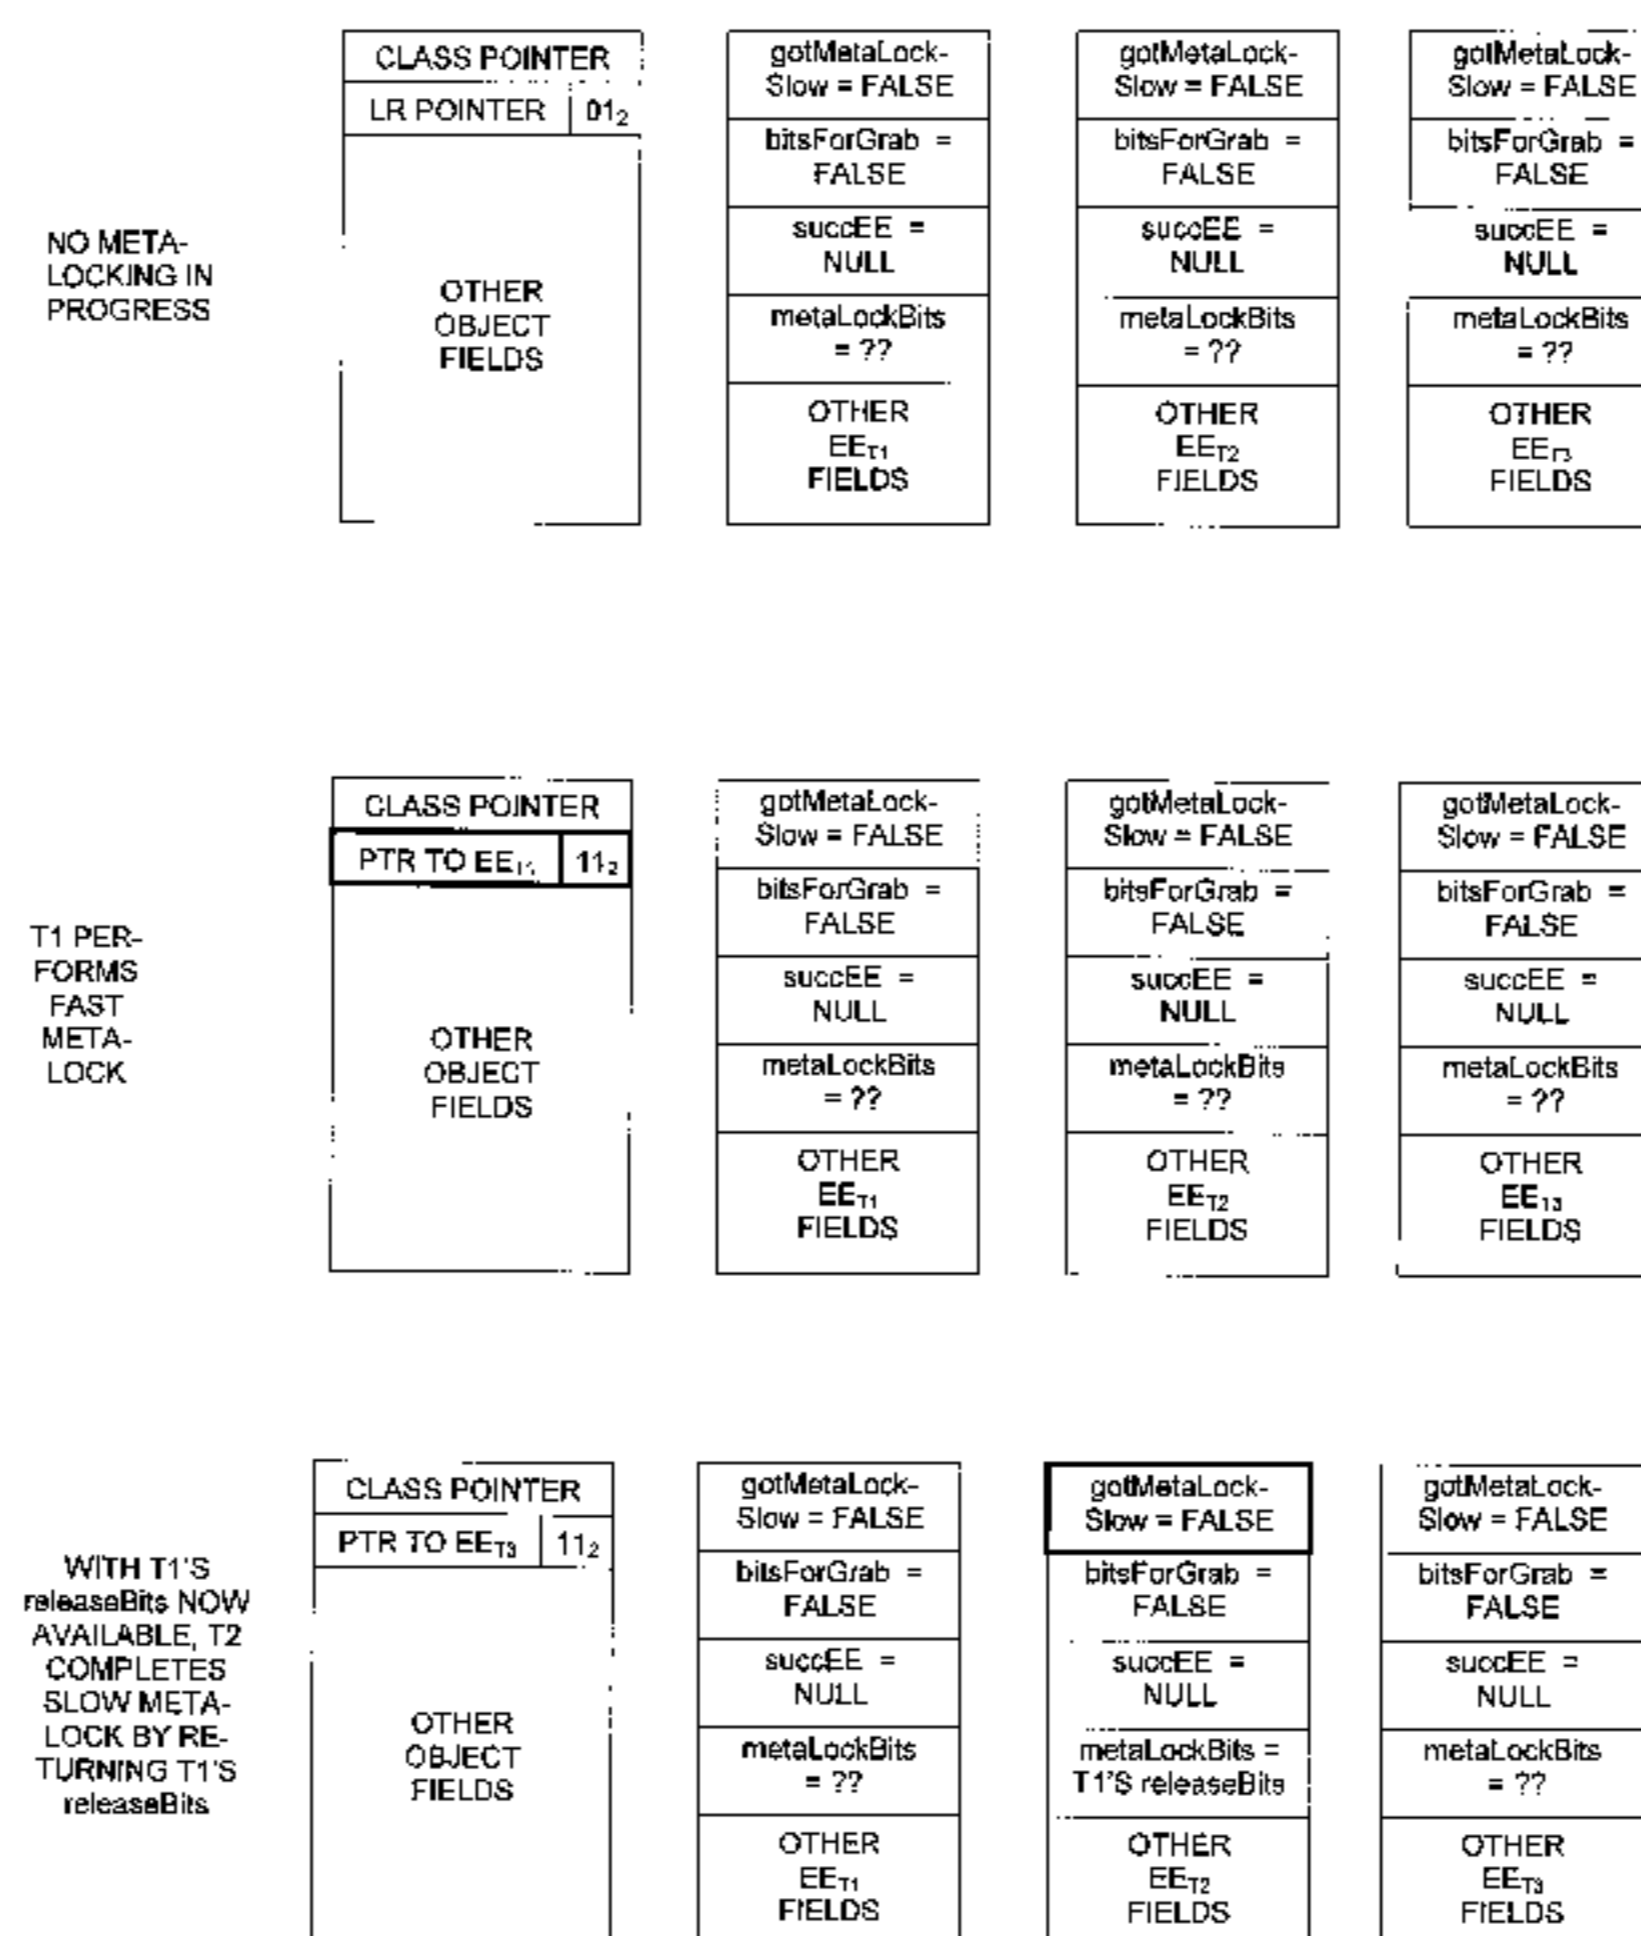 NO META-
LOCKING IN
PROGRESS
CLASS POINTER
LR POINTER 01₂
OTHER
OBJECT
FIELDS
gotMetaLock-
Slow = FALSE
bitsForGrab =
FALSE
succEE =
NULL
metaLockBits
= ??
OTHER
EE_T1
FIELDS
gotMetaLock-
Slow = FALSE
bitsForGrab =
FALSE
succEE =
NULL
metaLockBits
= ??
OTHER
EE_T2
FIELDS
gotMetaLock-
Slow = FALSE
bitsForGrab =
FALSE
succEE =
NULL
metaLockBits
= ??
OTHER
EE_T3
FIELDS
T1 PER-
FORMS
FAST
META-
LOCK
CLASS POINTER
PTR TO EE_T1 11₂
OTHER
OBJECT
FIELDS
gotMetaLock-
Slow = FALSE
bitsForGrab =
FALSE
succEE =
NULL
metaLockBits
= ??
OTHER
EE_T1
FIELDS
gotMetaLock-
Slow = FALSE
bitsForGrab =
FALSE
succEE =
NULL
metaLockBits
= ??
OTHER
EE_T2
FIELDS
gotMetaLock-
Slow = FALSE
bitsForGrab =
FALSE
succEE =
NULL
metaLockBits
= ??
OTHER
EE_T3
FIELDS
WITH T1'S
releaseBits NOW
AVAILABLE, T2
COMPLETES
SLOW META-
LOCK BY RE-
TURNING T1'S
releaseBits
CLASS POINTER
PTR TO EE_T3 11₂
OTHER
OBJECT
FIELDS
gotMetaLock-
Slow = FALSE
bitsForGrab =
FALSE
succEE =
NULL
metaLockBits
= ??
OTHER
EE_T1
FIELDS
gotMetaLock-
Slow = FALSE
bitsForGrab =
FALSE
succEE =
NULL
metaLockBits =
T1'S releaseBits
OTHER
EE_T2
FIELDS
gotMetaLock-
Slow = FALSE
bitsForGrab =
FALSE
succEE =
NULL
metaLockBits
= ??
OTHER
EE_T3
FIELDS